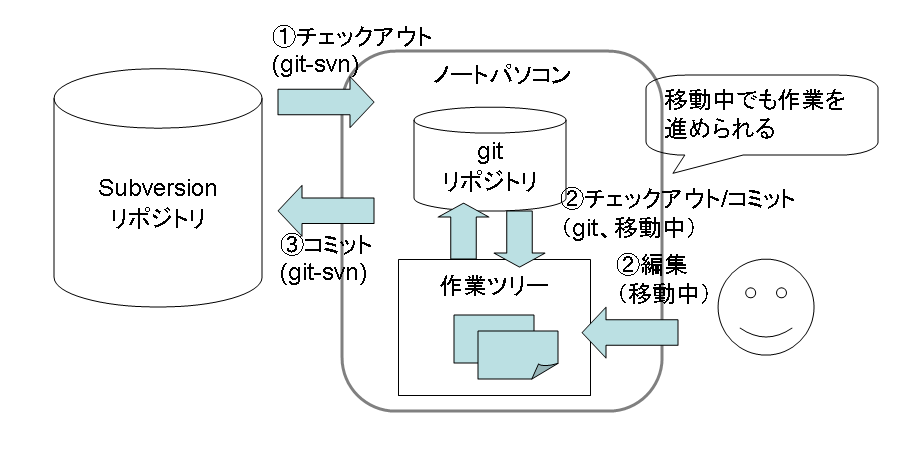 ①チェックアウト
(git-svn)
ノートパソコン
移動中でも作業を
進められる
git
リポジトリ
Subversion
リポジトリ
②チェックアウト/コミット
（git、移動中）
③コミット
(git-svn)
②編集
（移動中）
作業ツリー